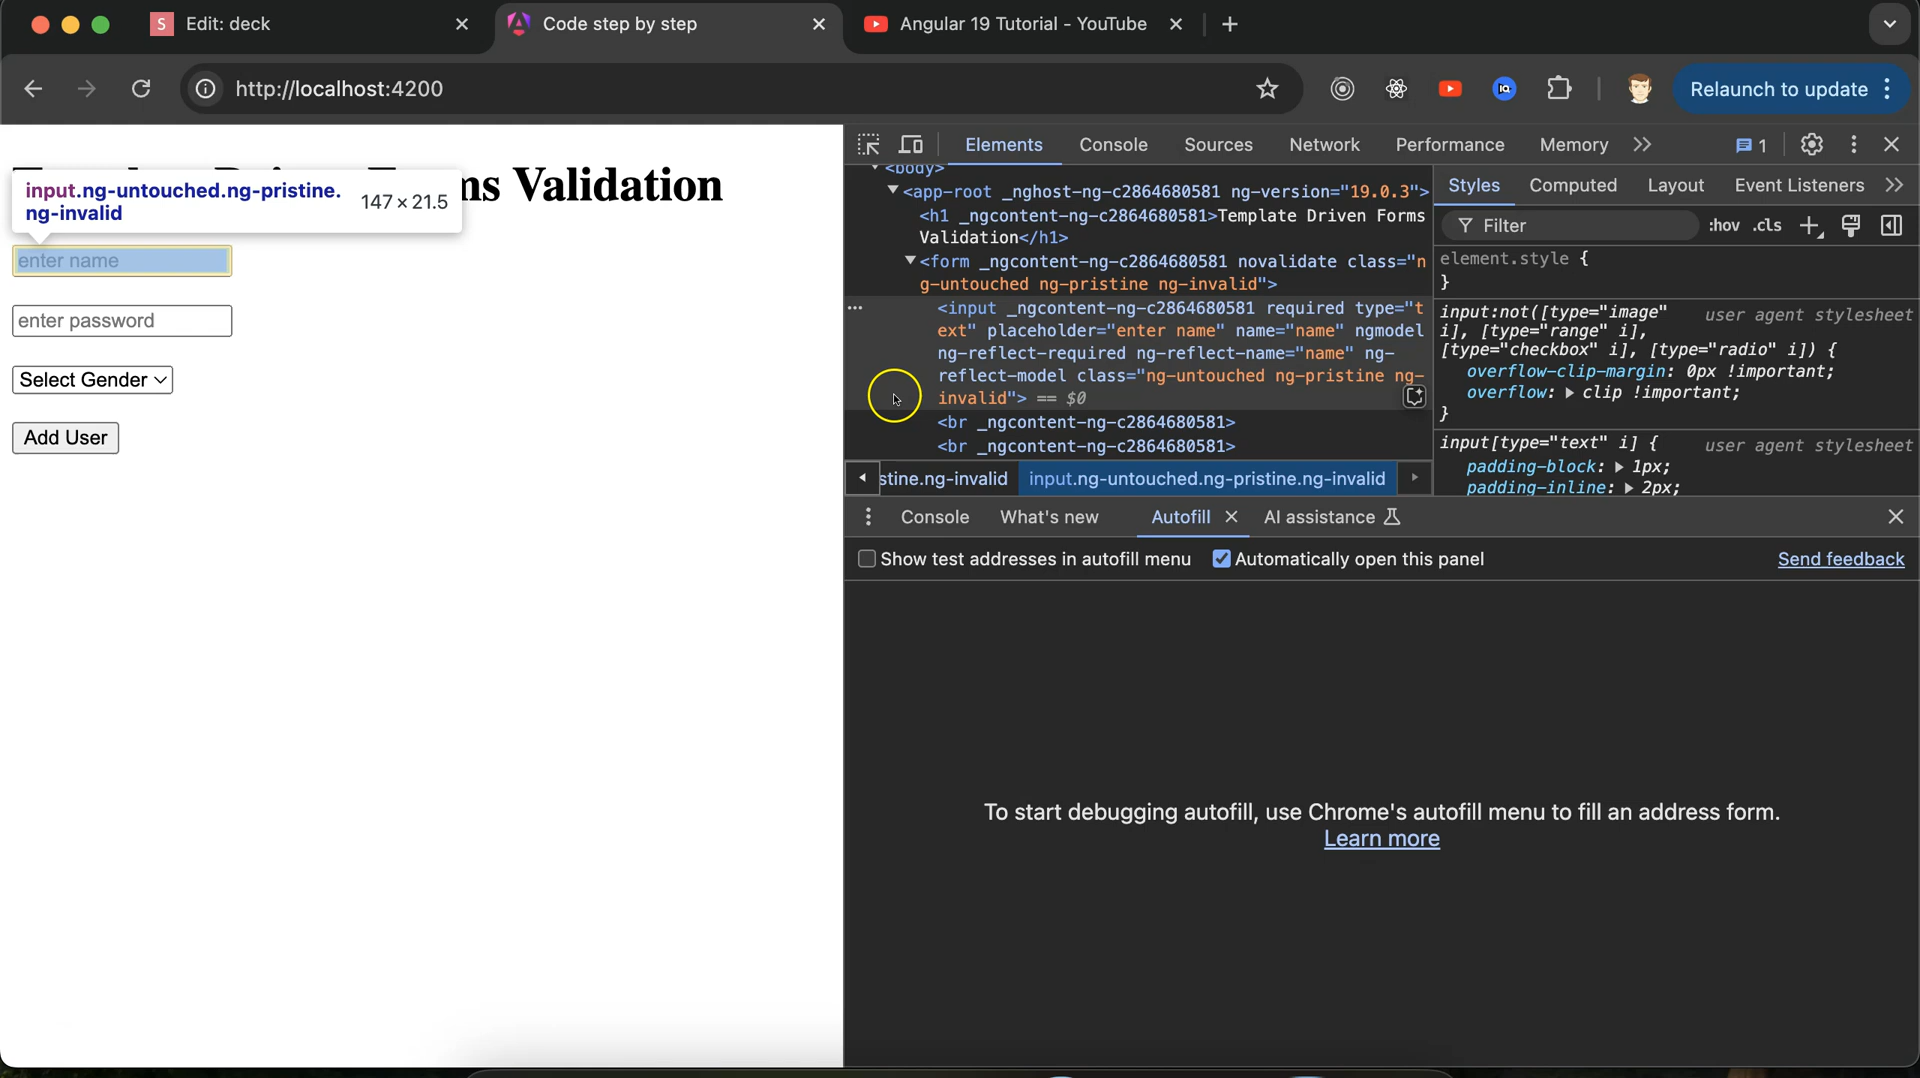 S Edit: deck
Code step by step
Angular 19 Tutorial - YouTube
http://localhost:4200
Relaunch to update
ms Validation
input.ng-untouched.ng-pristine.
ng-invalid
147 × 21.5
enter name
enter password
Select Gender
Add User
Elements Console Sources Network Performance Memory 1
<body>
<app-root _nghost-ng-c2864680581 ng-version="19.0.3">
<h1 _ngcontent-ng-c2864680581>Template Driven Forms
Validation</h1>
<form _ngcontent-ng-c2864680581 novalidate class="n
g-untouched ng-pristine ng-invalid">
<input _ngcontent-ng-c2864680581 required type="t
ext" placeholder="enter name" name="name" ngmodel
ng-reflect-required ng-reflect-name="name" ng-
reflect-model class="ng-untouched ng-pristine ng-
invalid"> == $0
<br _ngcontent-ng-c2864680581>
<br _ngcontent-ng-c2864680581>
stine.ng-invalid input.ng-untouched.ng-pristine.ng-invalid
Styles Computed Layout Event Listeners
Filter :hov .cls
element.style {
}
input:not([type="image" user agent stylesheet
i], [type="range" i],
[type="checkbox" i], [type="radio" i]) {
overflow-clip-margin: 0px !important;
overflow: clip !important;
}
input[type="text" i] { user agent stylesheet
padding-block: 1px;
padding-inline: 2px;
Console What's new Autofill AI assistance
Show test addresses in autofill menu Automatically open this panel Send feedback
To start debugging autofill, use Chrome's autofill menu to fill an address form.
Learn more